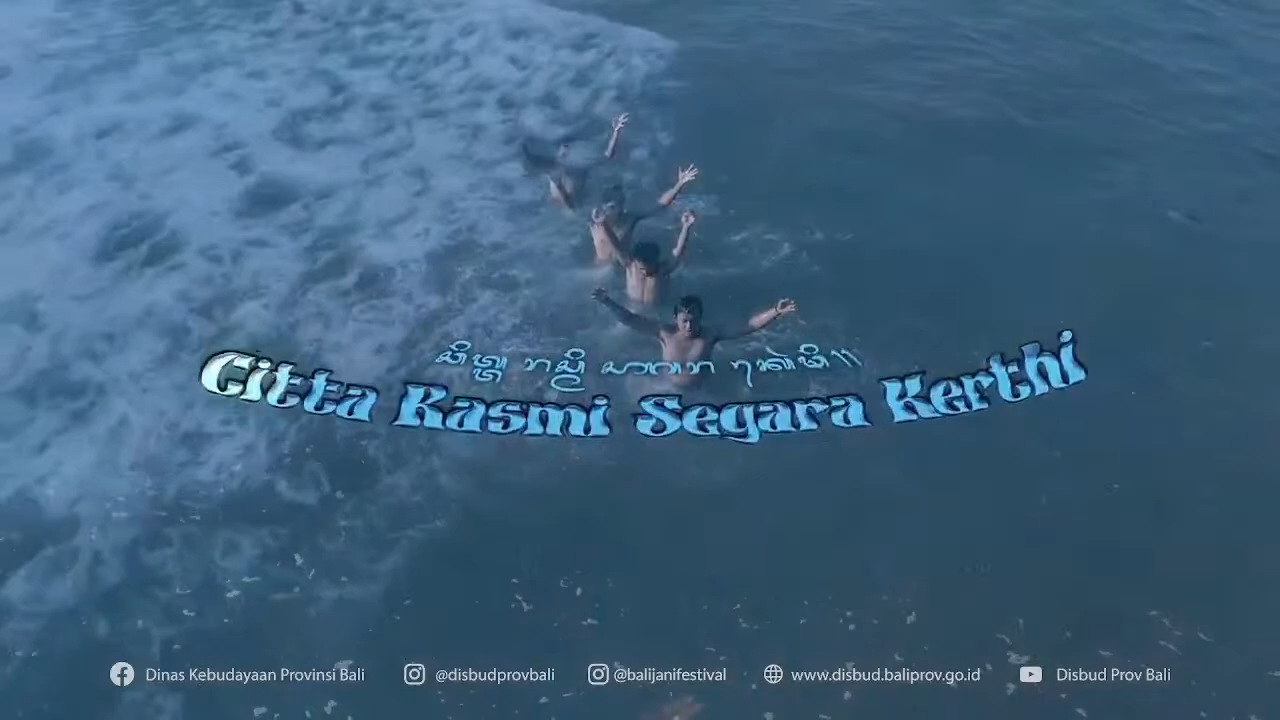 Citta Rasmi Segara Kerthi
Dinas Kebudayaan Provinsi Bali @disbudprovbali @balijanifestival www.disbud.baliprov.go.id Disbud Prov Bali